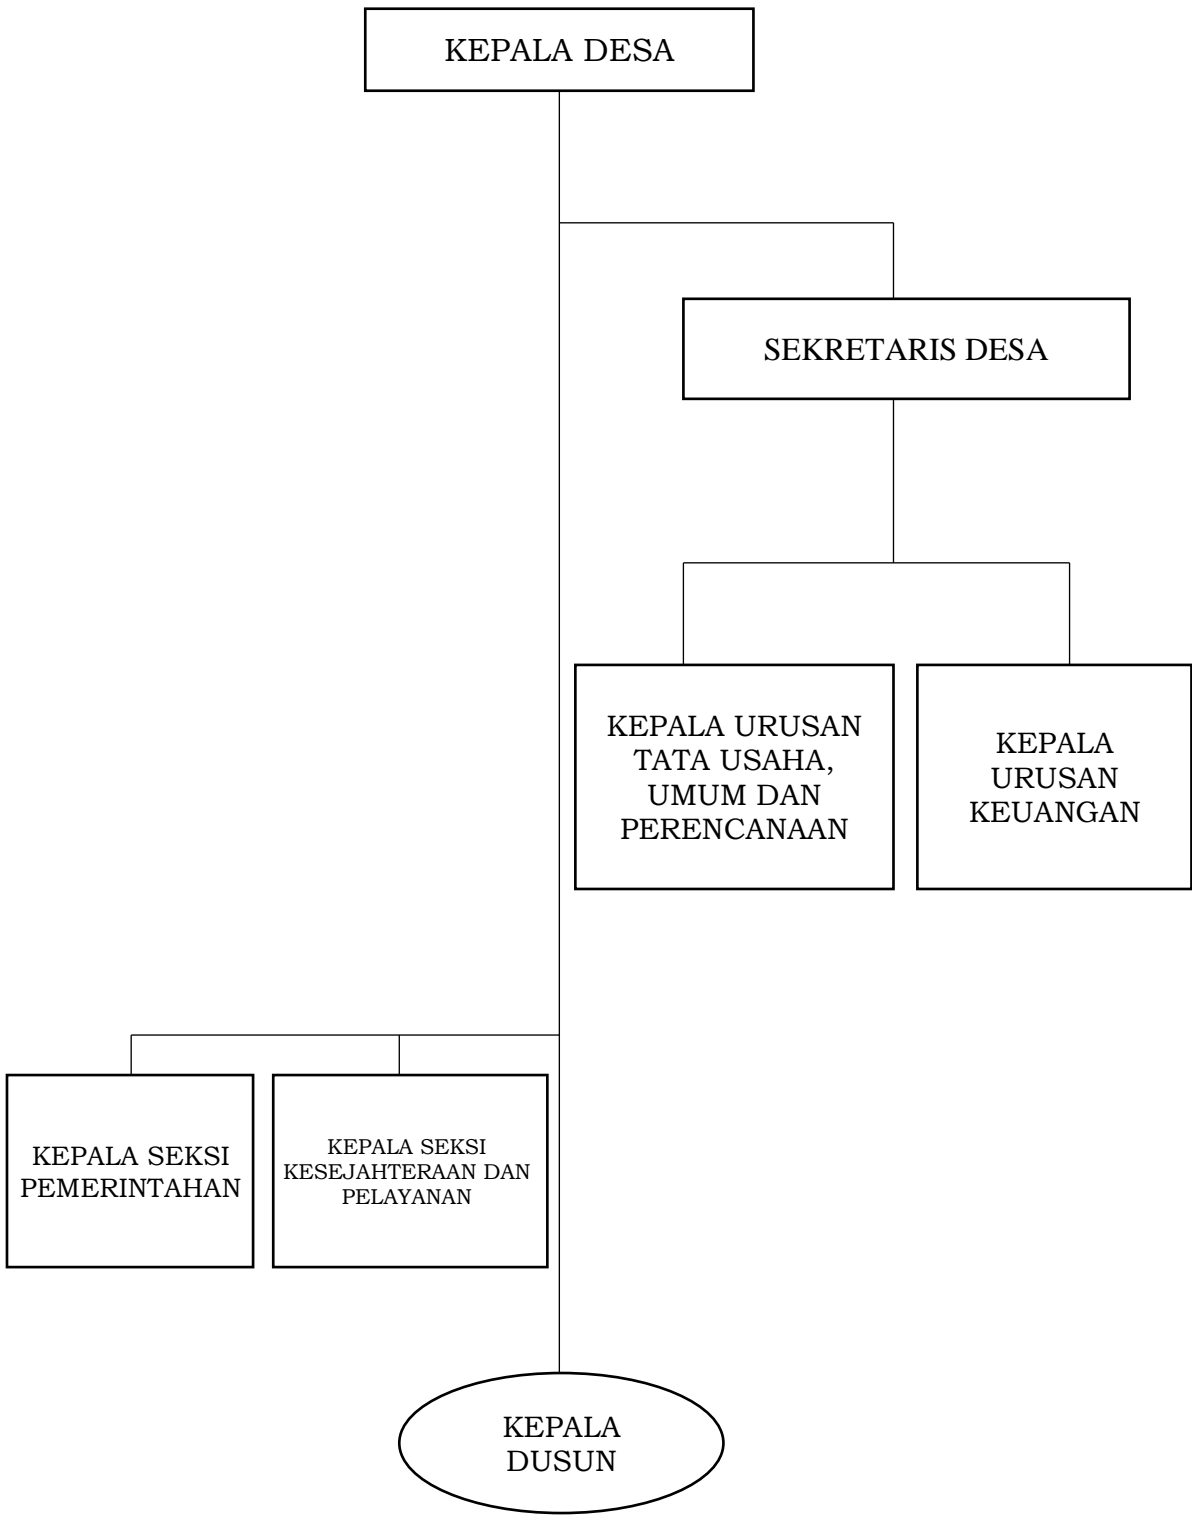 KEPALA DESA
SEKRETARIS DESA
KEPALA URUSAN
TATA USAHA,
UMUM DAN
PERENCANAAN
KEPALA
URUSAN
KEUANGAN
KEPALA SEKSI
PEMERINTAHAN
KEPALA SEKSI
KESEJAHTERAAN DAN
PELAYANAN
KEPALA
DUSUN